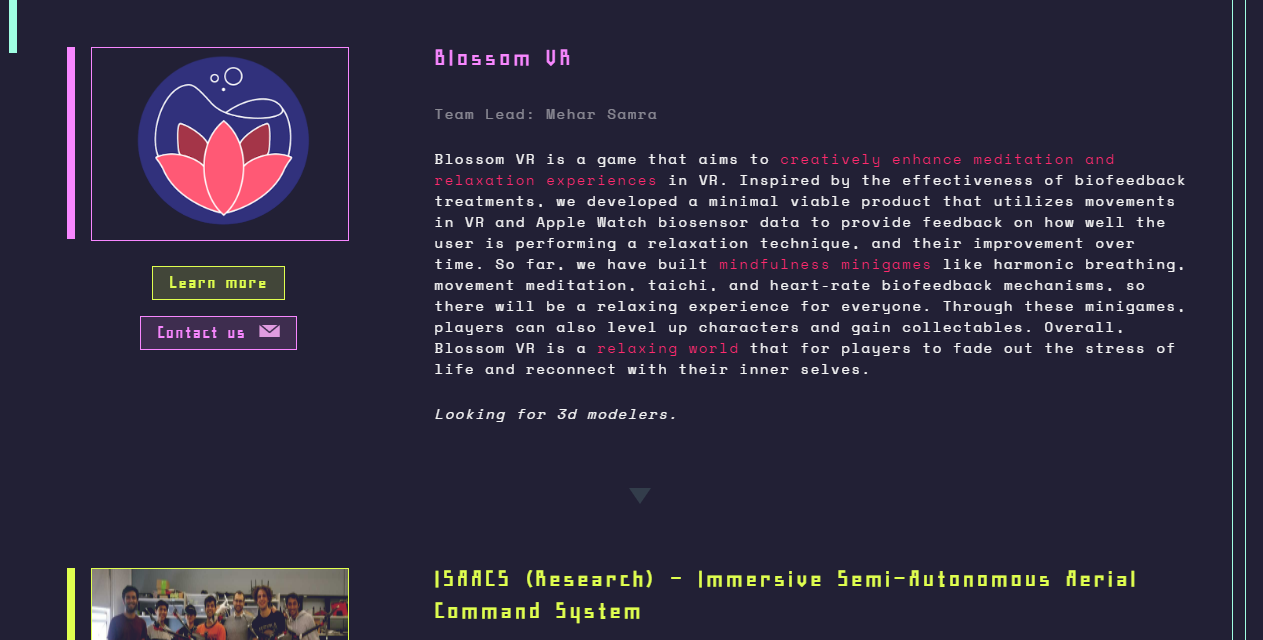 Blossom VR
Team Lead: Mehar Samra
Blossom VR is a game that aims to creatively enhance meditation and
relaxation experiences in VR. Inspired by the effectiveness of biofeedback
treatments, we developed a minimal viable product that utilizes movements
in VR and Apple Watch biosensor data to provide feedback on how well the
user is performing a relaxation technique, and their improvement over
time. So far, we have built mindfulness minigames like harmonic breathing,
movement meditation, taichi, and heart-rate biofeedback mechanisms, so
there will be a relaxing experience for everyone. Through these minigames,
players can also level up characters and gain collectables. Overall,
Blossom VR is a relaxing world that for players to fade out the stress of
life and reconnect with their inner selves.
Looking for 3d modelers.
Learn more
Contact us
ISAACS (Research) - Immersive Semi-Autonomous Aerial
Command System